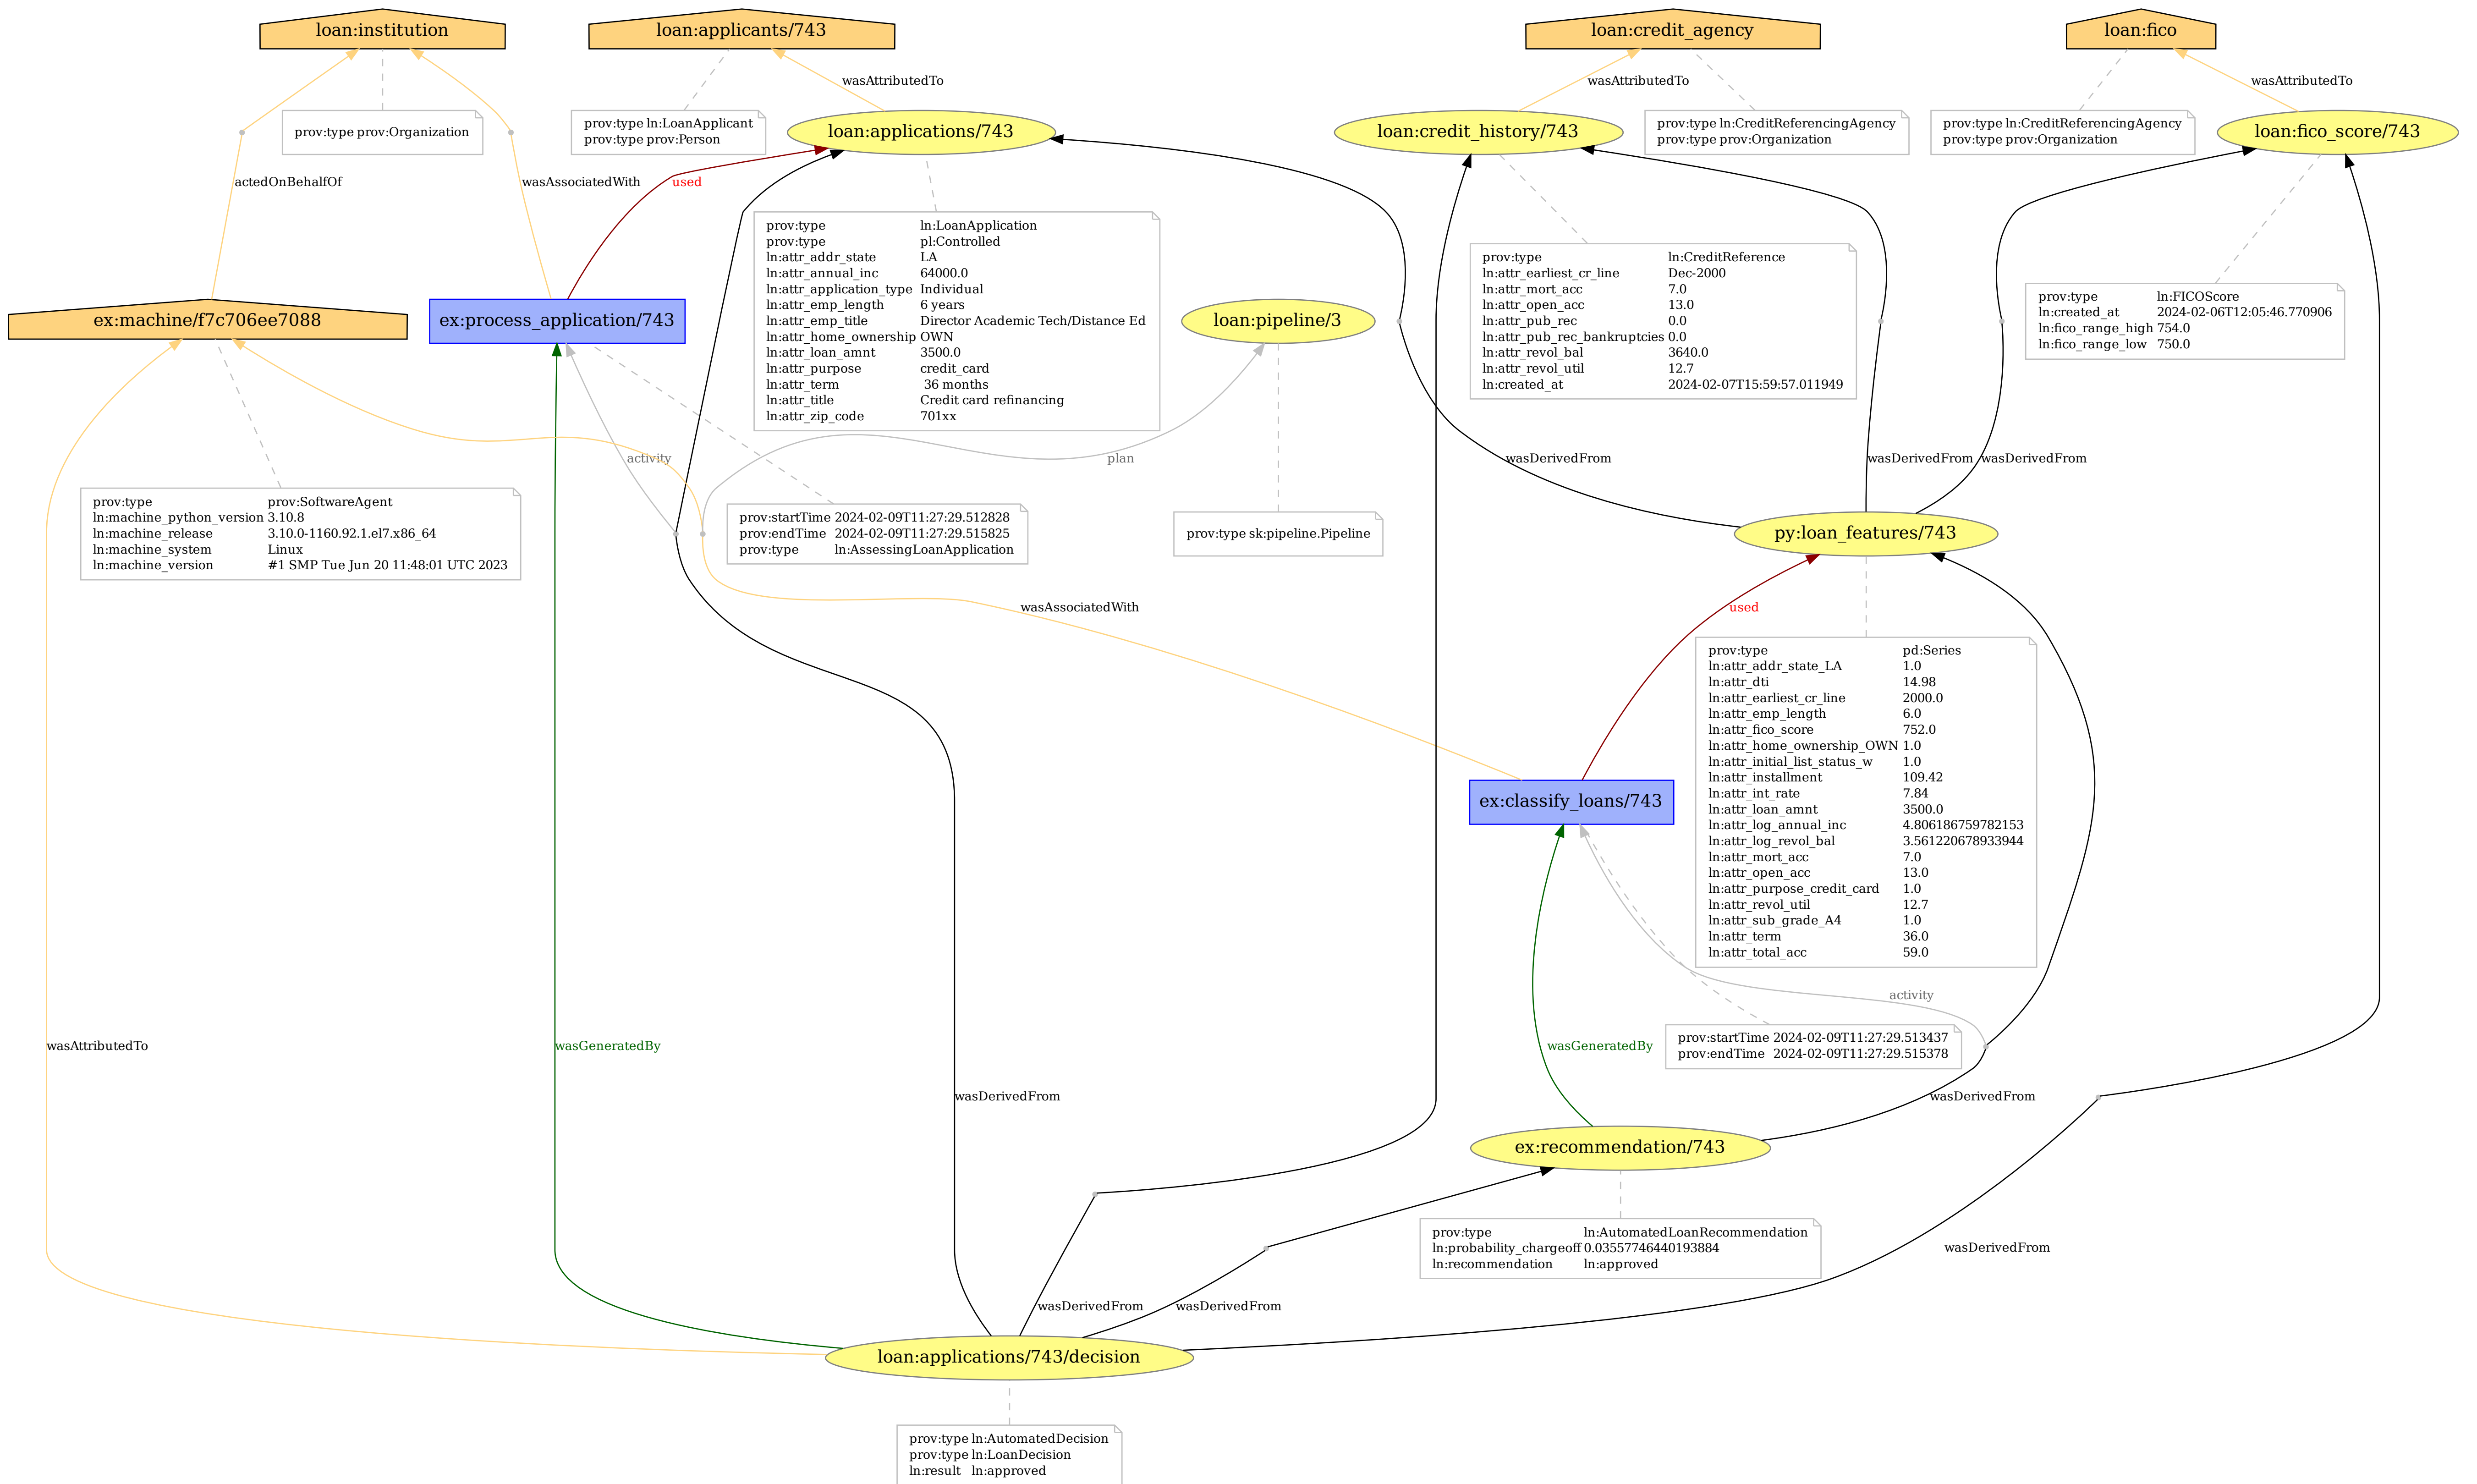 loan:institution
loan:applicants/743
loan:credit_agency
loan:fico
wasAttributedTo
wasAttributedTo
wasAttributedTo
prov:type prov:Organization
prov:type ln:LoanApplicant
prov:type prov:Person
loan:applications/743
loan:credit_history/743
prov:type ln:CreditReferencingAgency
prov:type prov:Organization
prov:type ln:CreditReferencingAgency
prov:type prov:Organization
loan:fico_score/743
actedOnBehalfOf
wasAssociatedWith
used
prov:type ln:LoanApplication
prov:type pl:Controlled
ln:attr_addr_state LA
ln:attr_annual_inc 64000.0
ln:attr_application_type Individual
ln:attr_emp_length 6 years
ln:attr_emp_title Director Academic Tech/Distance Ed
ln:attr_home_ownership OWN
ln:attr_loan_amnt 3500.0
ln:attr_purpose credit_card
ln:attr_term 36 months
ln:attr_title Credit card refinancing
ln:attr_zip_code 701xx
prov:type ln:CreditReference
ln:attr_earliest_cr_line Dec-2000
ln:attr_mort_acc 7.0
ln:attr_open_acc 13.0
ln:attr_pub_rec 0.0
ln:attr_pub_rec_bankruptcies 0.0
ln:attr_revol_bal 3640.0
ln:attr_revol_util 12.7
ln:created_at 2024-02-07T15:59:57.011949
prov:type ln:FICOScore
ln:created_at 2024-02-06T12:05:46.770906
ln:fico_range_high 754.0
ln:fico_range_low 750.0
ex:machine/f7c706ee7088
ex:process_application/743
loan:pipeline/3
activity
plan
wasDerivedFrom
wasDerivedFrom
wasDerivedFrom
prov:type prov:SoftwareAgent
ln:machine_python_version 3.10.8
ln:machine_release 3.10.0-1160.92.1.el7.x86_64
ln:machine_system Linux
ln:machine_version #1 SMP Tue Jun 20 11:48:01 UTC 2023
prov:startTime 2024-02-09T11:27:29.512828
prov:endTime 2024-02-09T11:27:29.515825
prov:type ln:AssessingLoanApplication
prov:type sk:pipeline.Pipeline
py:loan_features/743
wasAssociatedWith
used
prov:type pd:Series
ln:attr_addr_state_LA 1.0
ln:attr_dti 14.98
ln:attr_earliest_cr_line 2000.0
ln:attr_emp_length 6.0
ln:attr_fico_score 752.0
ln:attr_home_ownership_OWN 1.0
ln:attr_initial_list_status_w 1.0
ln:attr_installment 109.42
ln:attr_int_rate 7.84
ln:attr_loan_amnt 3500.0
ln:attr_log_annual_inc 4.806186759782153
ln:attr_log_revol_bal 3.561220678933944
ln:attr_mort_acc 7.0
ln:attr_open_acc 13.0
ln:attr_purpose_credit_card 1.0
ln:attr_revol_util 12.7
ln:attr_sub_grade_A4 1.0
ln:attr_term 36.0
ln:attr_total_acc 59.0
ex:classify_loans/743
activity
wasAttributedTo
wasGeneratedBy
wasGeneratedBy
prov:startTime 2024-02-09T11:27:29.513437
prov:endTime 2024-02-09T11:27:29.515378
wasDerivedFrom
wasDerivedFrom
ex:recommendation/743
prov:type ln:AutomatedLoanRecommendation
ln:probability_chargeoff 0.03557746440193884
ln:recommendation ln:approved
wasDerivedFrom
wasDerivedFrom
wasDerivedFrom
loan:applications/743/decision
prov:type ln:AutomatedDecision
prov:type ln:LoanDecision
ln:result ln:approved